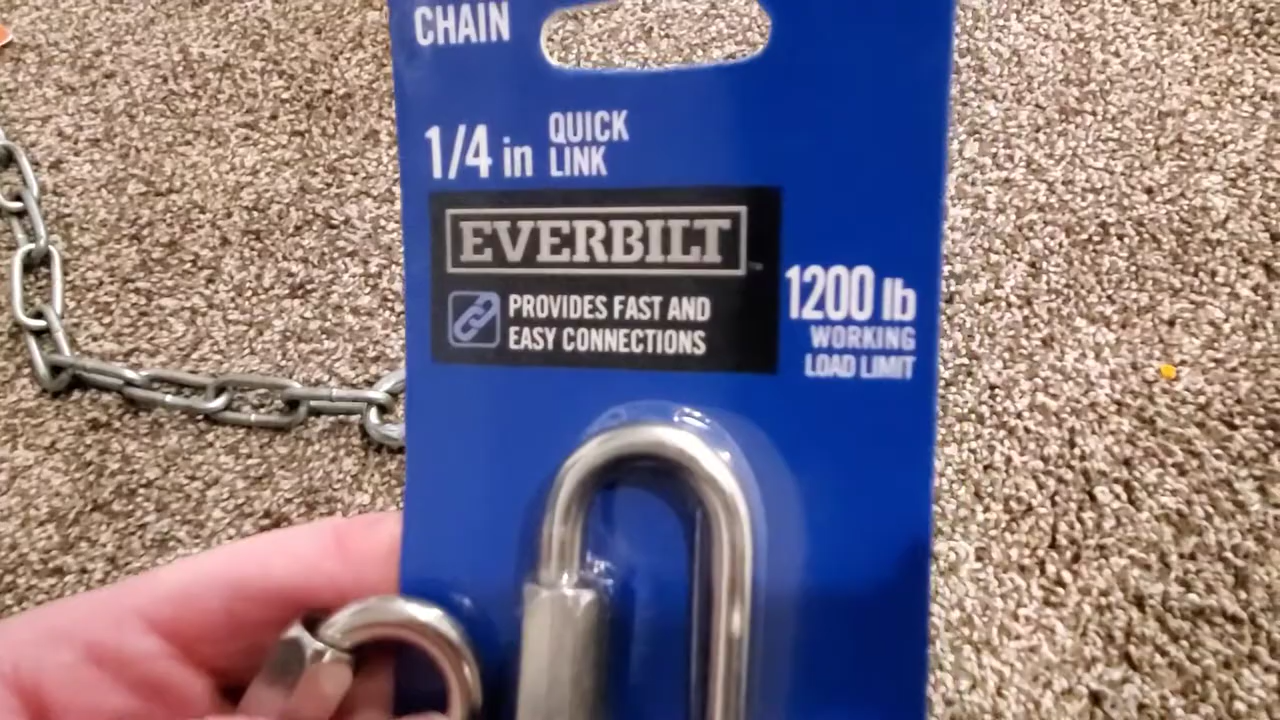 CHAIN
1/4 in QUICK LINK
EVERBILT
PROVIDES FAST AND
EASY CONNECTIONS
1200 lb
WORKING
LOAD LIMIT